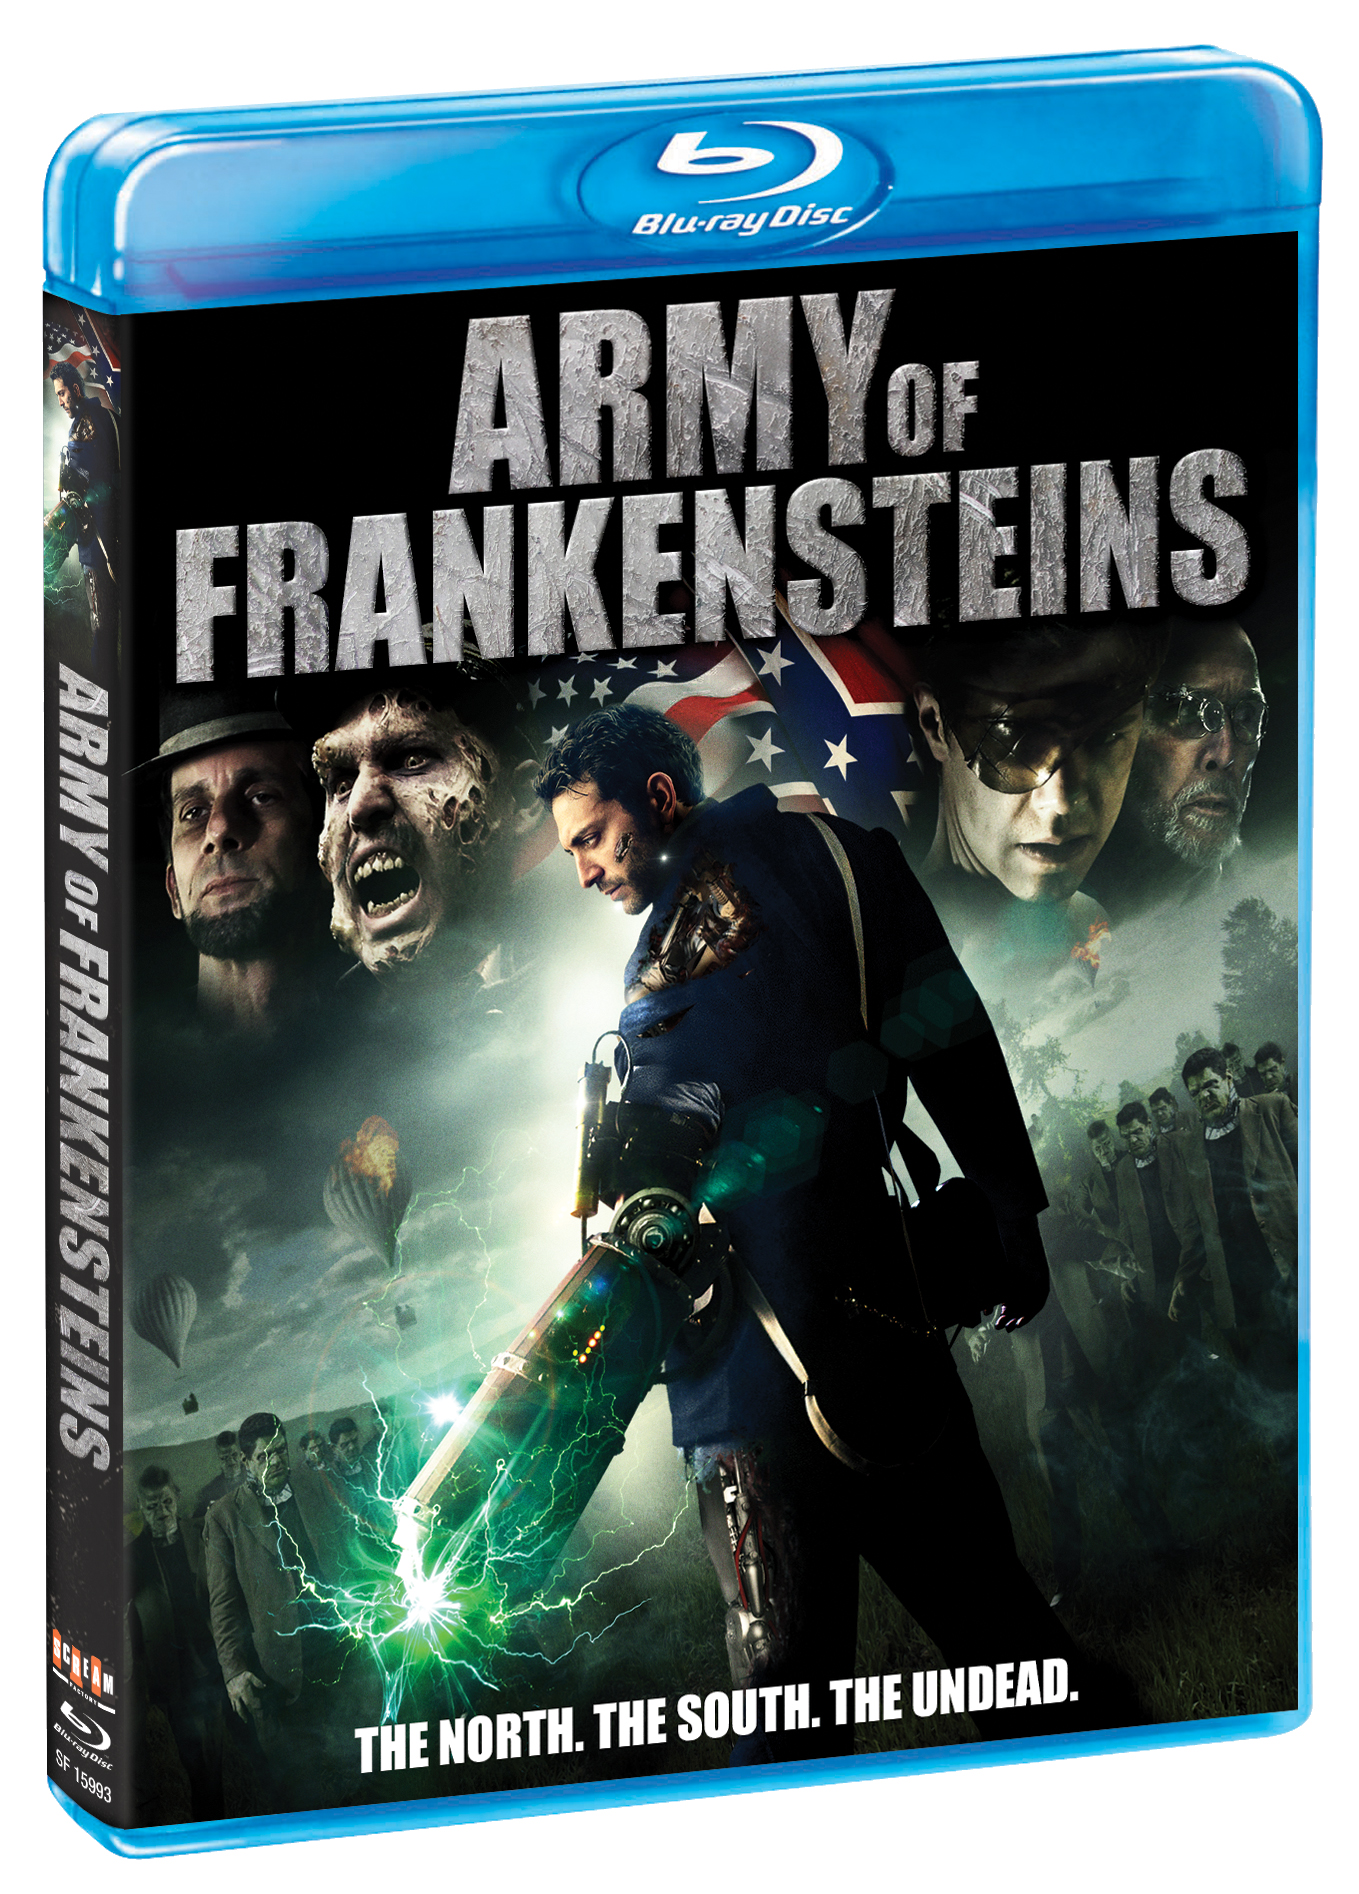 Blu-ray Disc
ARMY OF
FRANKENSTEINS
THE NORTH. THE SOUTH. THE UNDEAD.
ARMY OF FRANKENSTEINS
SCREAM
FACTORY
Blu-ray Disc
SF 15993